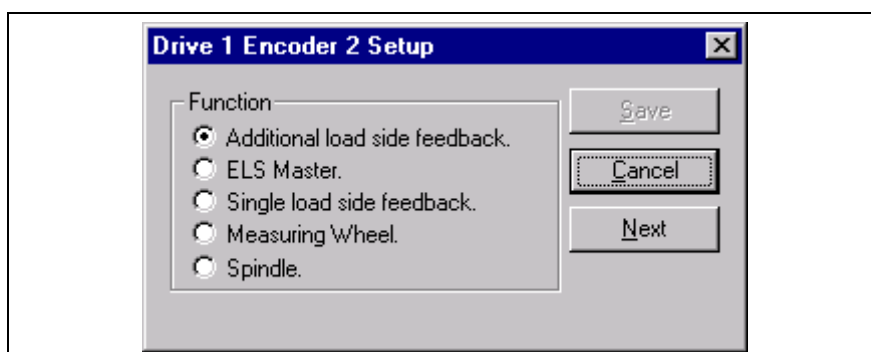 Drive 1 Encoder 2 Setup
Function
Additional load side feedback.
ELS Master.
Single load side feedback.
Measuring Wheel.
Spindle.
Save
Cancel
Next